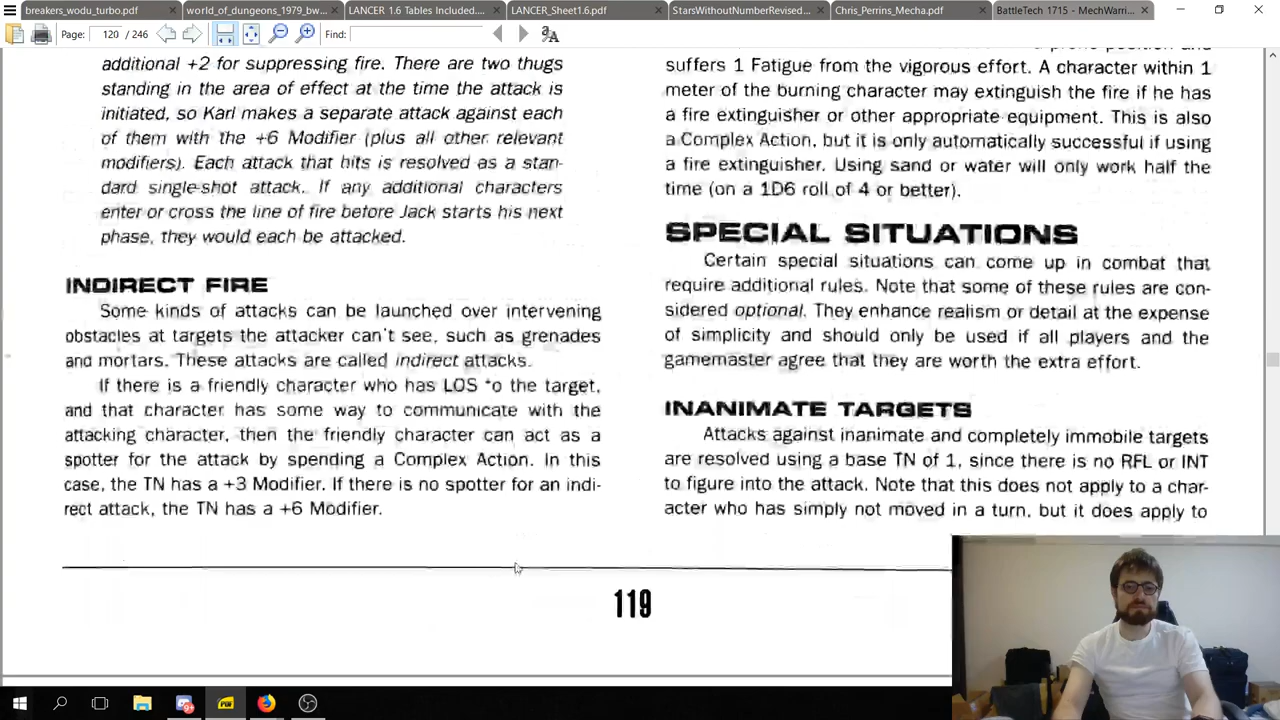 breakers_wodu_turbo.pdf
world_of_dungeons_1979_bw...
LANCER 1.6 Tables Included....
LANCER_Sheet1.6.pdf
StarsWithoutNumberRevised...
Chris_Perrins_Mecha.pdf
BattleTech 1715 - MechWarri...
Page: 120 / 246
Find:
additional +2 for suppressing fire. There are two thugs
standing in the area of effect at the time the attack is
initiated, so Karl makes a separate attack against each
of them with the +6 Modifier (plus all other relevant
modifiers). Each attack that hits is resolved as a stan-
dard single-shot attack. If any additional characters
enter or cross the line of fire before Jack starts his next
phase, they would each be attacked.
INDIRECT FIRE
Some kinds of attacks can be launched over intervening
obstacles at targets the attacker can't see, such as grenades
and mortars. These attacks are called indirect attacks.
If there is a friendly character who has LOS to the target,
and that character has some way to communicate with the
attacking character, then the friendly character can act as a
spotter for the attack by spending a Complex Action. In this
case, the TN has a +3 Modifier. If there is no spotter for an indi-
rect attack, the TN has a +6 Modifier.
a prone position and
suffers 1 Fatigue from the vigorous effort. A character within 1
meter of the burning character may extinguish the fire if he has
a fire extinguisher or other appropriate equipment. This is also
a Complex Action, but it is only automatically successful if using
a fire extinguisher. Using sand or water will only work half the
time (on a 1D6 roll of 4 or better).
SPECIAL SITUATIONS
Certain special situations can come up in combat that
require additional rules. Note that some of these rules are con-
sidered optional. They enhance realism or detail at the expense
of simplicity and should only be used if all players and the
gamemaster agree that they are worth the extra effort.
INANIMATE TARGETS
Attacks against inanimate and completely immobile targets
are resolved using a base TN of 1, since there is no RFL or INT
to figure into the attack. Note that this does not apply to a char-
acter who has simply not moved in a turn, but it does apply to
119